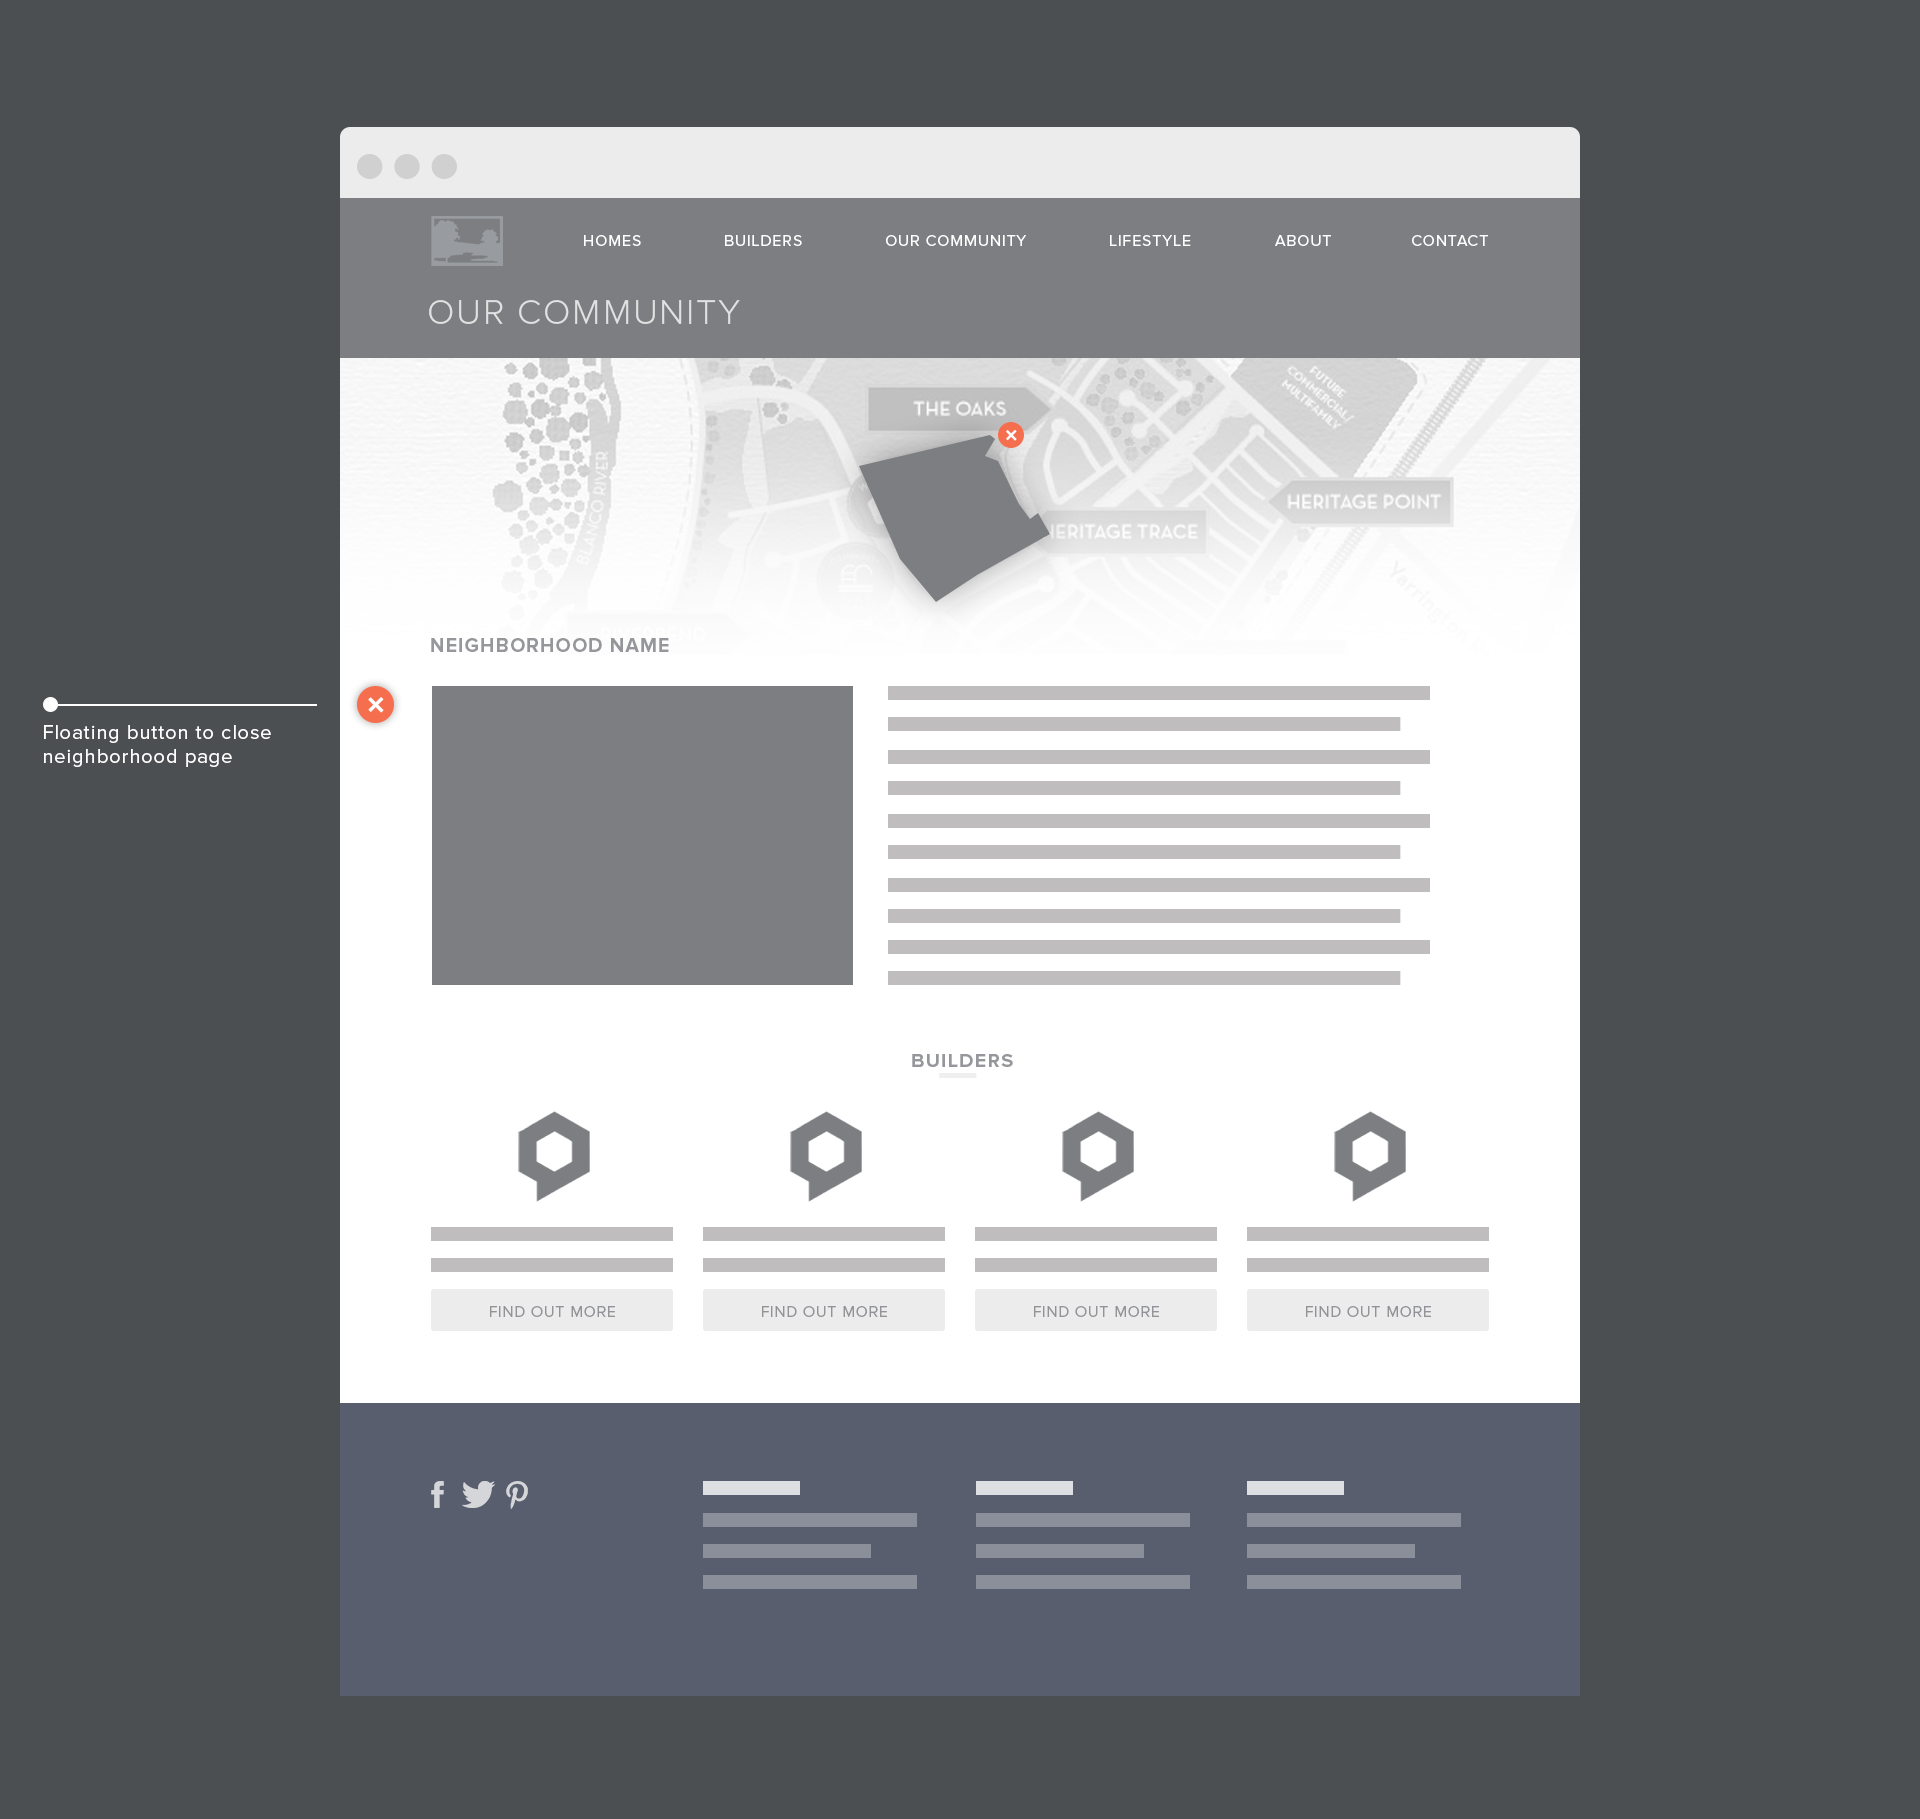 HOMES BUILDERS OUR COMMUNITY LIFESTYLE ABOUT CONTACT
OUR COMMUNITY
FUTURE
COMMERCIAL/
MULTIFAMILY
THE OAKS
HERITAGE POINT
HERITAGE TRACE
BLANCO RIVER
Yarrington
NEIGHBORHOOD NAME
Floating button to close
neighborhood page
BUILDERS
FIND OUT MORE FIND OUT MORE FIND OUT MORE FIND OUT MORE